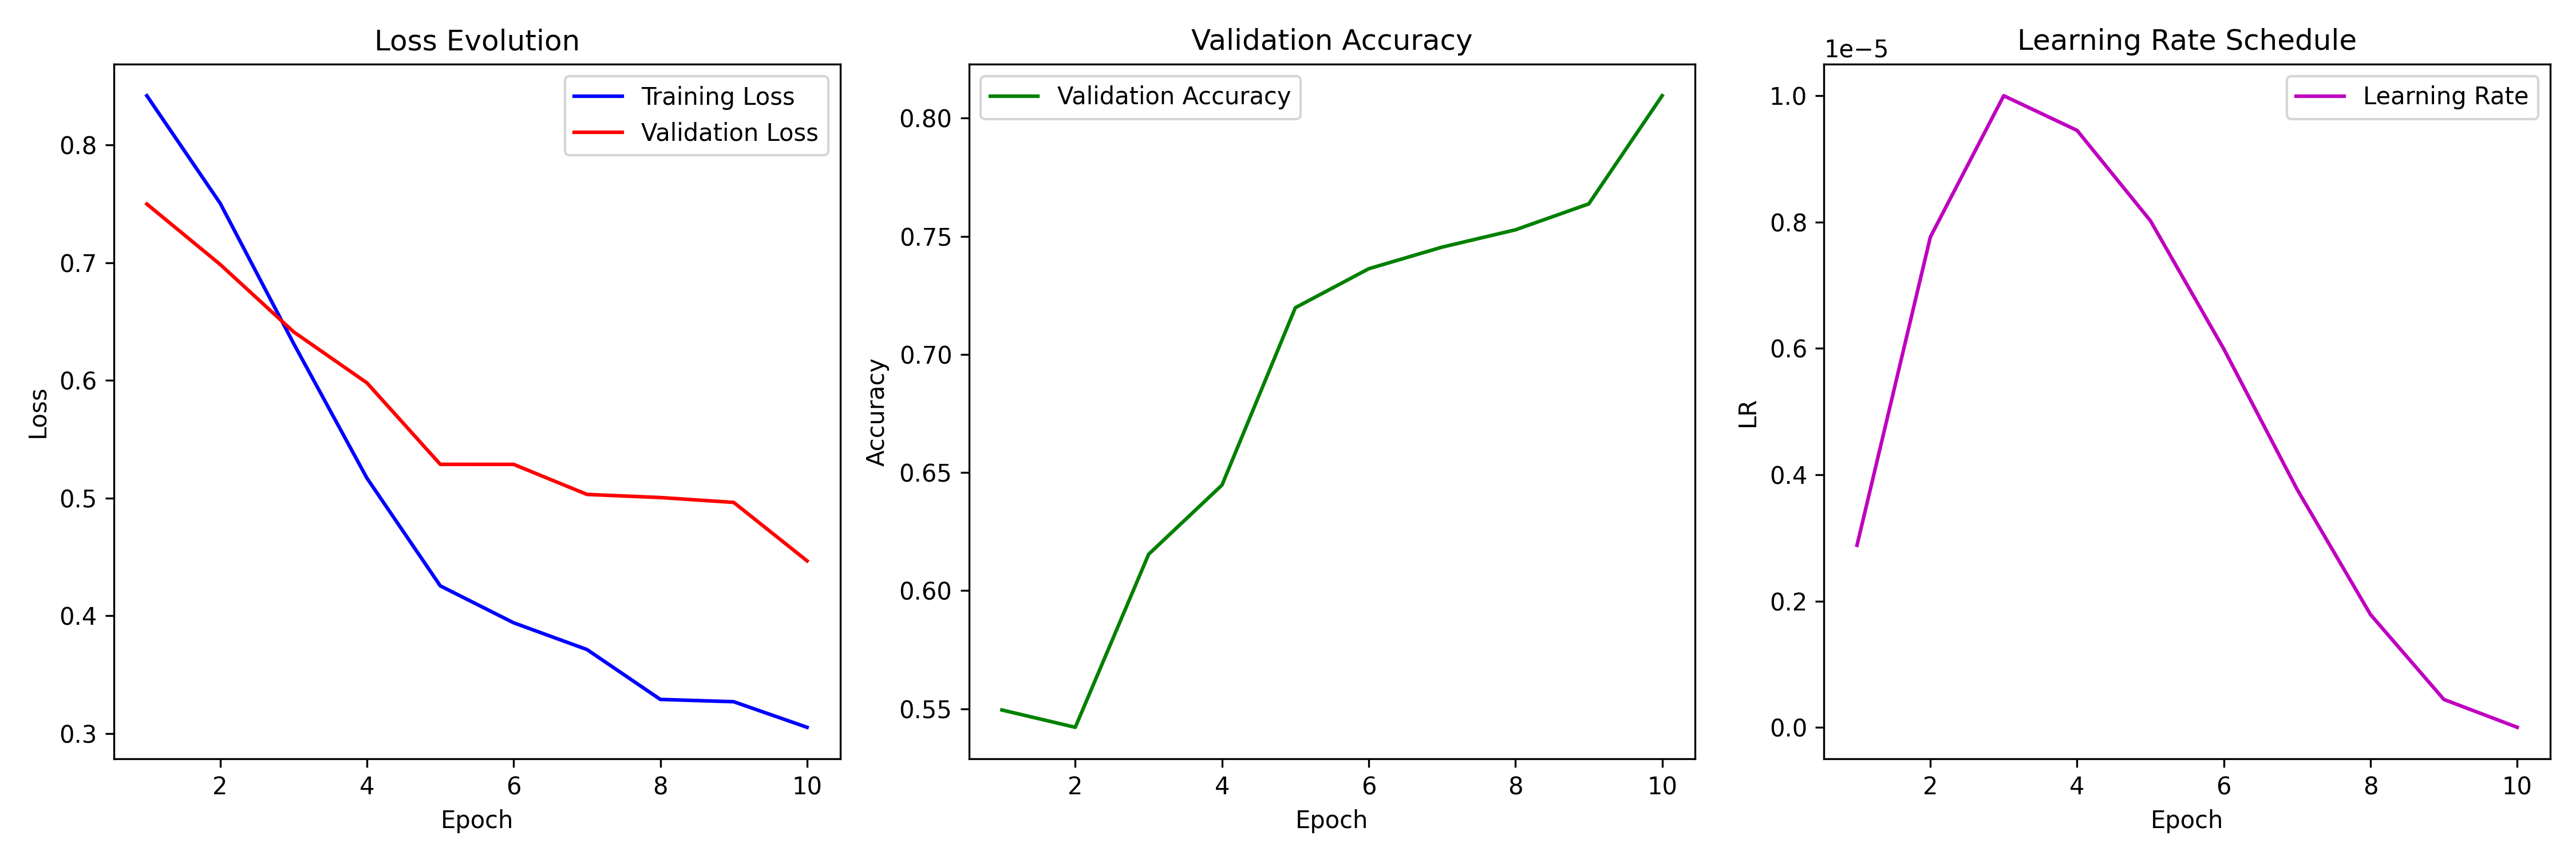 Loss Evolution
Training Loss
Validation Loss
0.8
0.7
0.6
0.5
0.4
0.3
Loss
2 4 6 8 10
Epoch
Validation Accuracy
Validation Accuracy
0.80
0.75
0.70
0.65
0.60
0.55
Accuracy
2 4 6 8 10
Epoch
Learning Rate Schedule
1e−5
Learning Rate
1.0
0.8
0.6
0.4
0.2
0.0
LR
2 4 6 8 10
Epoch